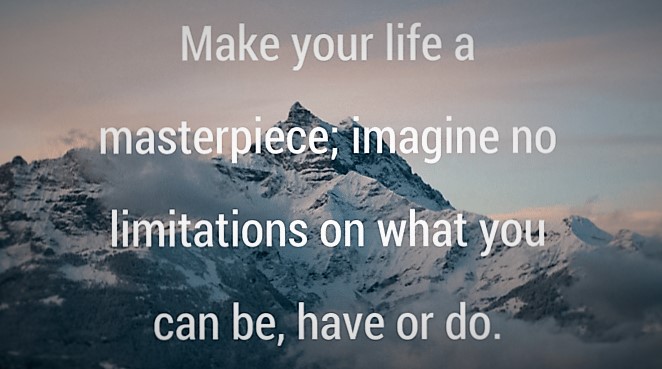 Make your life a
masterpiece; imagine no
limitations on what you
can be, have or do.